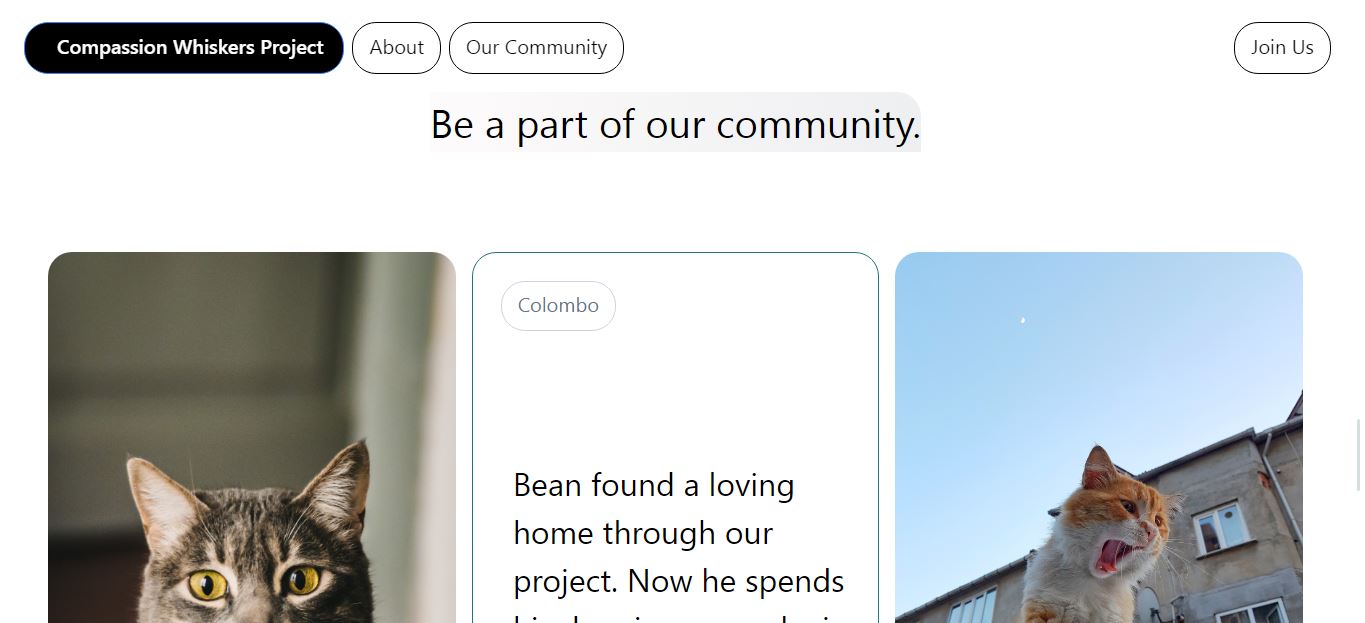 Compassion Whiskers Project About Our Community Join Us
Be a part of our community.
Colombo
Bean found a loving
home through our
project. Now he spends